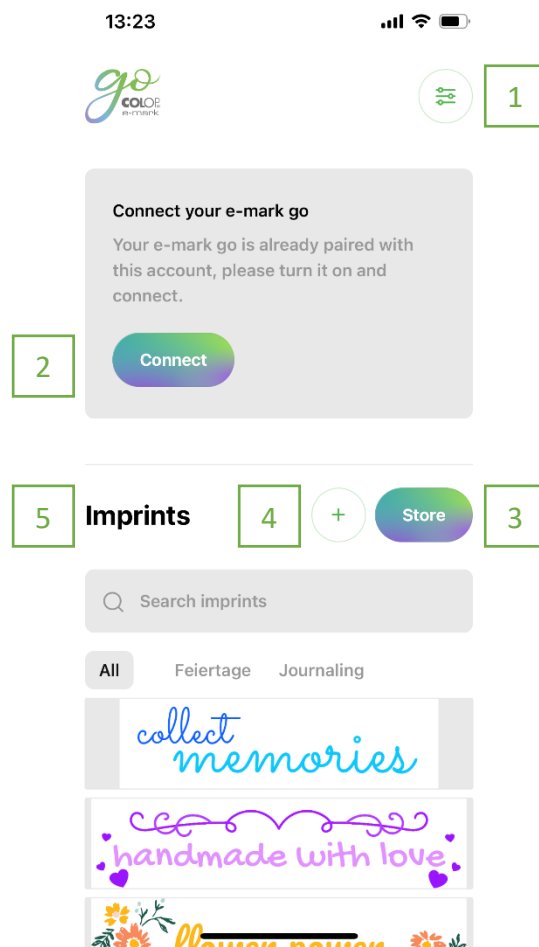 13:23
go
COLOP
e-mark
1
Connect your e-mark go
Your e-mark go is already paired with
this account, please turn it on and
connect.
2
Connect
5
Imprints
4
+
Store
3
Search imprints
All
Feiertage
Journaling
collect
memories
handmade with love
flower power